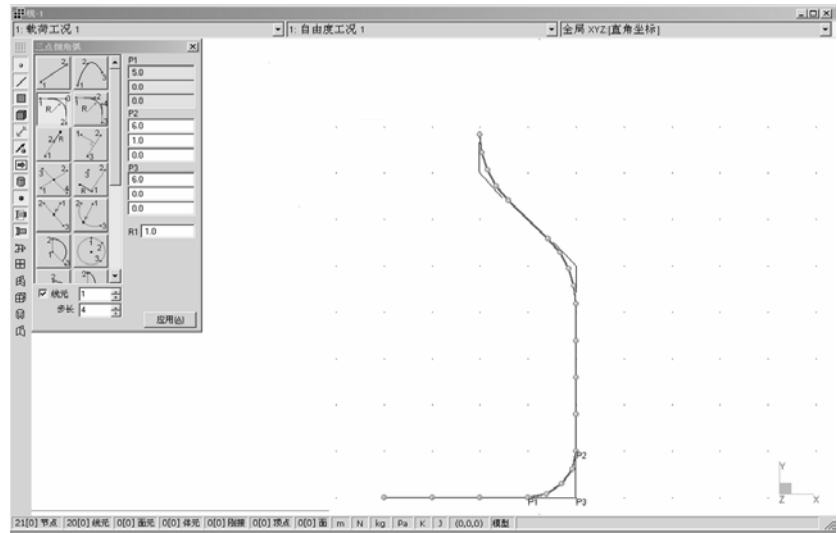 线-1
1: 载荷工况 1
1: 自由度工况 1
全局 XYZ [直角坐标]
三点倒角弧
P1
5.0
0.0
0.0
P2
6.0
1.0
0.0
P3
6.0
0.0
0.0
R1 1.0
线元 1
步长 4
应用(A)
P2
P1
P3
Y
Z X
21[0] 节点 20[0] 线元 0[0] 面元 0[0] 体元 0[0] 刚接 0[0] 顶点 0[0] 面 m N kg Pa K J (0,0,0) 模型